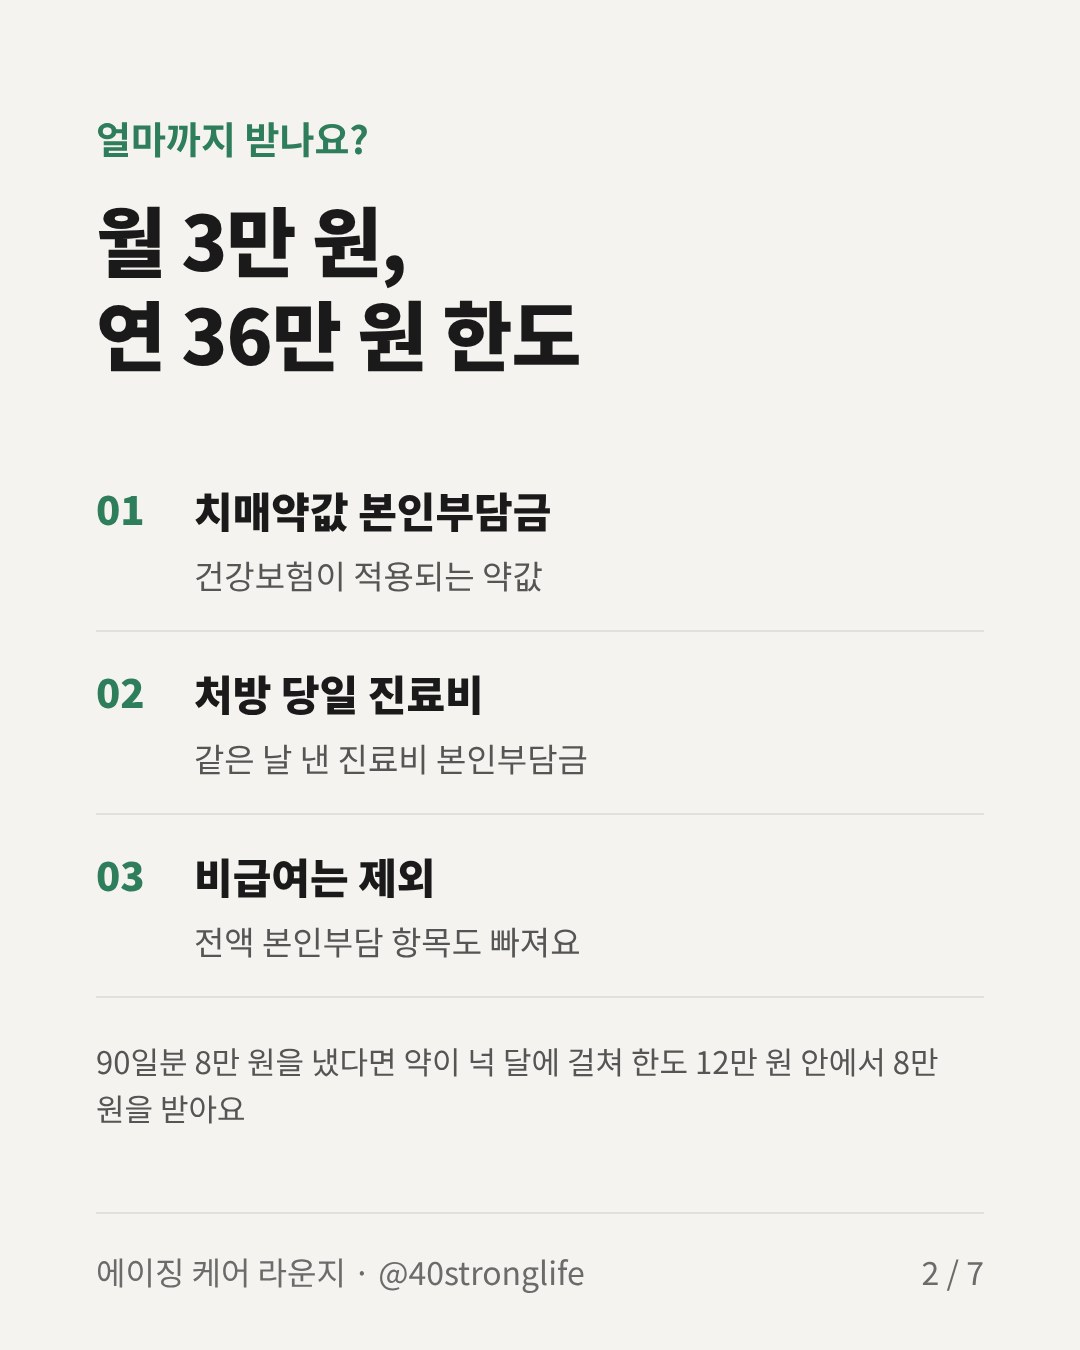 얼마까지 받나요?
월 3만 원,
연 36만 원 한도
01 치매약값 본인부담금
건강보험이 적용되는 약값
02 처방 당일 진료비
같은 날 낸 진료비 본인부담금
03 비급여는 제외
전액 본인부담 항목도 빠져요
90일분 8만 원을 냈다면 약이 넉 달에 걸쳐 한도 12만 원 안에서 8만
원을 받아요
에이징 케어 라운지 · @40stronglife 2 / 7